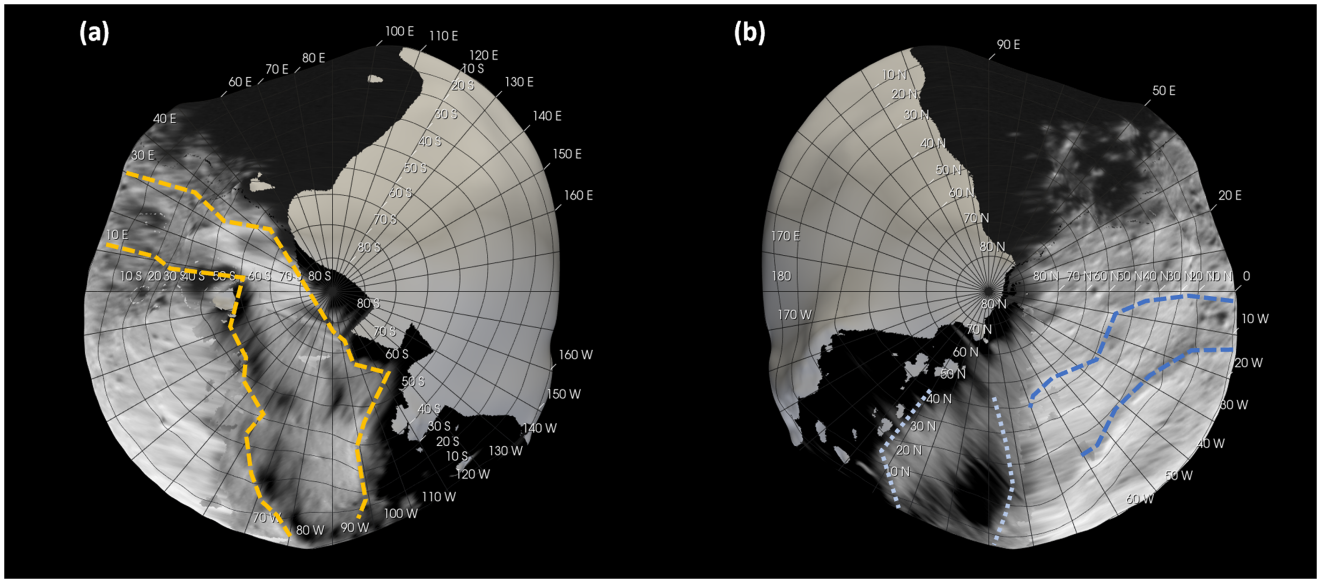 (a)
100 E
110 E
80 E
120 E
70 E
10 S
60 E
20 S
130 E
30 S
40 E
140 E
40 S
30 E
50 S
150 E
60 S
160 E
70 S
10 E
80 S
10 S 20 30 S 40 S 50 S 60 S 70 S 80 S
80 S
70 S
60 S
160 W
50 S
150 W
40 S
30 S
140 W
20 S
130 W
10 S
120 W
110 W
100 W
70 W
80 W
90 W
(b)
90 E
10 N
20 N
50 E
30 N
40 N
50 N
60 N
20 E
70 N
170 E
80 N
180
80 N 70 N 60 N 50 N 40 N 30 N 20 N 10 N 0
80 N
170 W
10 W
70 N
60 N
20 W
50 N
40 N
30 W
30 N
40 W
20 N
10 N
50 W
60 W